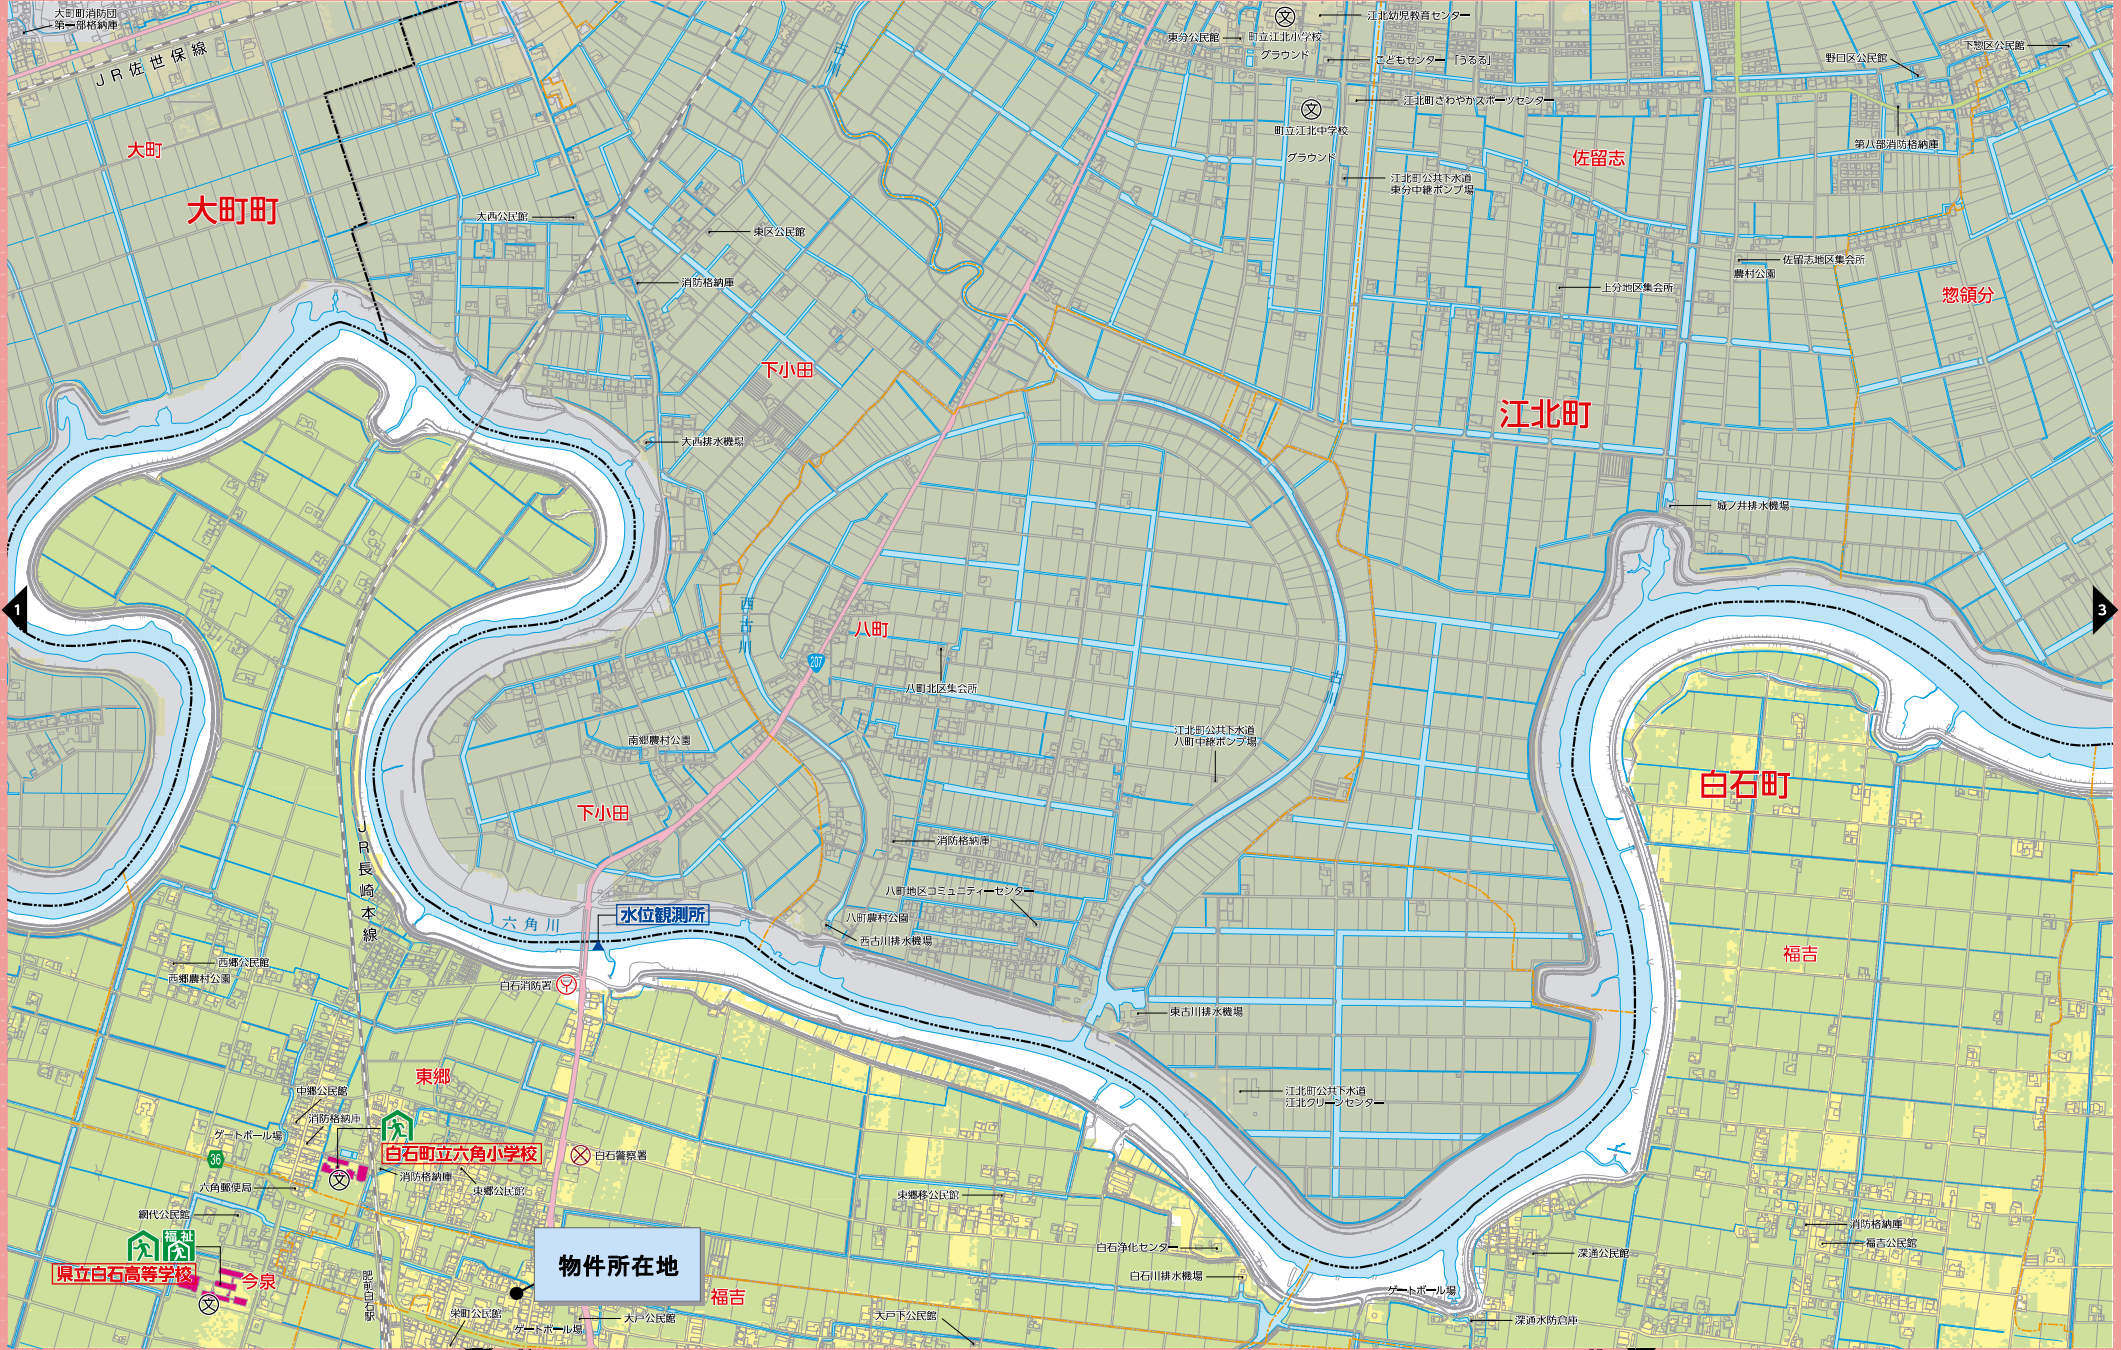 大町町消防団
第一部格納庫
JR佐世保線
大町
大町町
古川
東分公民館
町立江北小学校
グラウンド
江北幼児教育センター
こどもセンター「うるる」
江北町さわやかスポーツセンター
町立江北中学校
グラウンド
江北町公共下水道
東分中継ポンプ場
佐留志
野口区公民館
下惣区公民館
第八部消防格納庫
大西公民館
東区公民館
消防格納庫
佐留志地区集会所
農村公園
上分地区集会所
惣領分
下小田
江北町
大西排水機場
城ノ井排水機場
1
3
西古川
八町
207
八町北区集会所
古川
江北町公共下水道
八町中継ポンプ場
南郷農村公園
下小田
白石町
JR長崎本線
消防格納庫
八町地区コミュニティーセンター
六角川
水位観測所
八町農村公園
西古川排水機場
福吉
西郷公民館
西郷農村公園
白石消防署
東古川排水機場
東郷
中郷公民館
消防格納庫
ゲートボール場
36
白石町立六角小学校
消防格納庫
東郷公民館
六角郵便局
白石警察署
江北町公共下水道
江北クリーンセンター
東郷移公民館
網代公民館
福祉
県立白石高等学校
今泉
物件所在地
肥前白石駅
栄町公民館
ゲートボール場
大戸公民館
福吉
大戸下公民館
白石浄化センター
白石川排水機場
ゲートボール場
深通公民館
深通水防倉庫
消防格納庫
福吉公民館